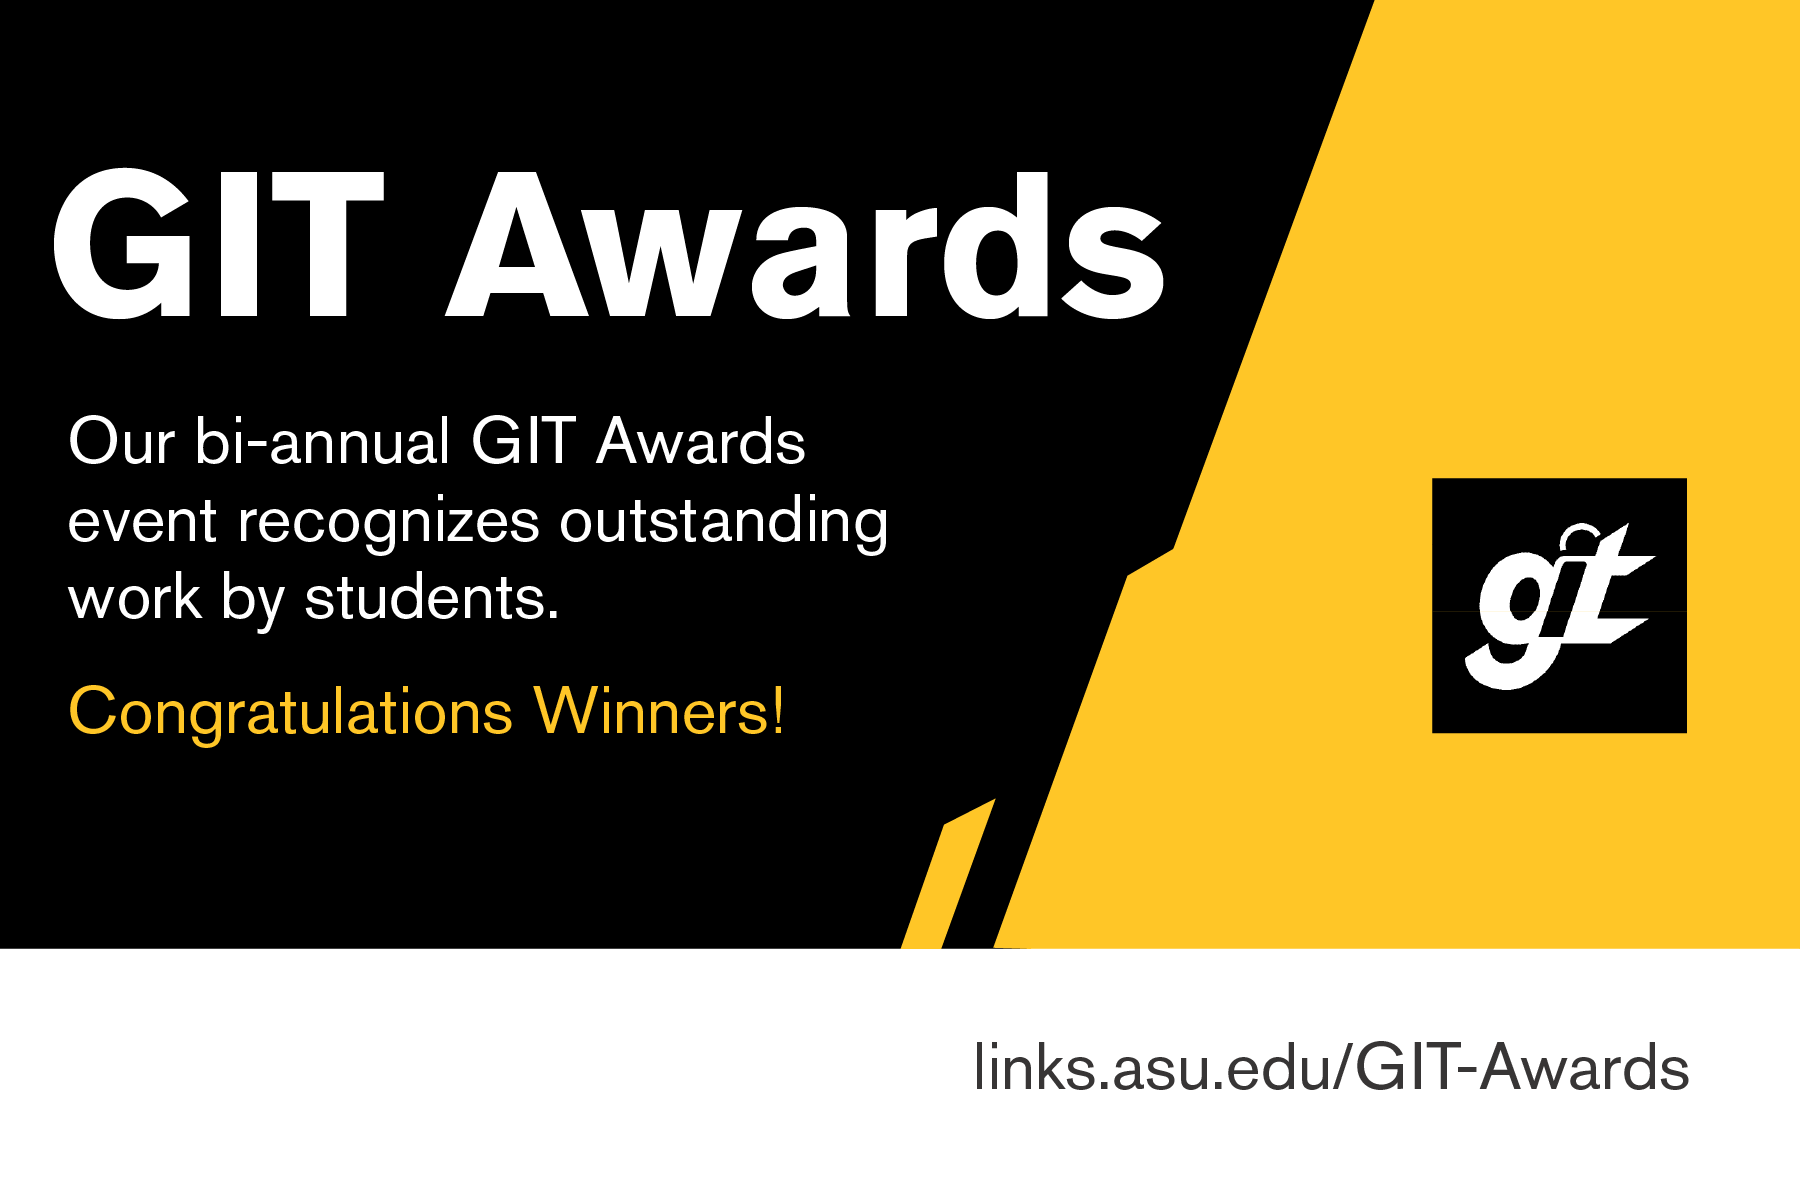 GIT Awards
Our bi-annual GIT Awards
event recognizes outstanding
work by students.
Congratulations Winners!
git
links.asu.edu/GIT-Awards